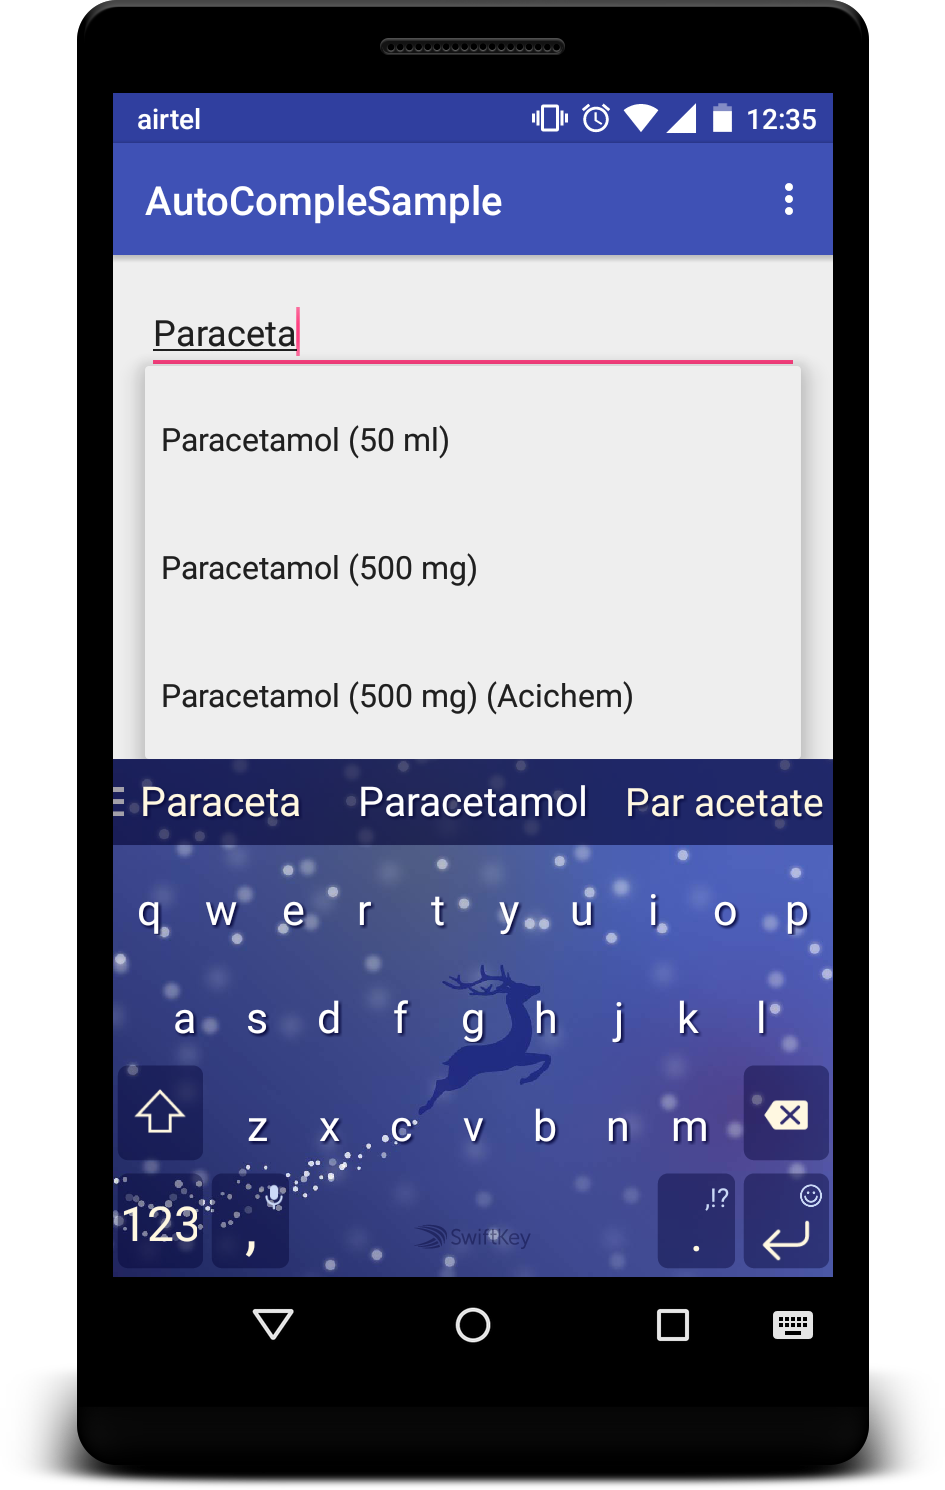 airtel 12:35
AutoCompleSample
Paraceta
Paracetamol (50 ml)
Paracetamol (500 mg)
Paracetamol (500 mg) (Acichem)
Paraceta Paracetamol Par acetate
q w e r t y u i o p
a s d f g h j k l
z x c v b n m
123 , SwiftKey ,!? .